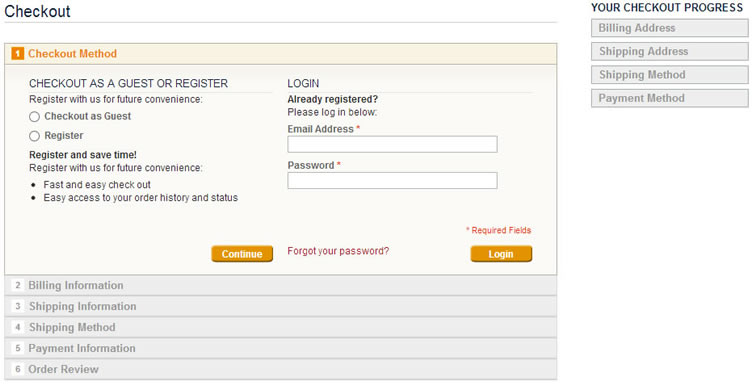 Checkout
1 Checkout Method
CHECKOUT AS A GUEST OR REGISTER
Register with us for future convenience:
Checkout as Guest
Register
Register and save time!
Register with us for future convenience:
• Fast and easy check out
• Easy access to your order history and status
Continue
LOGIN
Already registered?
Please log in below:
Email Address *
Password *
* Required Fields
Forgot your password?
Login
2 Billing Information
3 Shipping Information
4 Shipping Method
5 Payment Information
6 Order Review
YOUR CHECKOUT PROGRESS
Billing Address
Shipping Address
Shipping Method
Payment Method